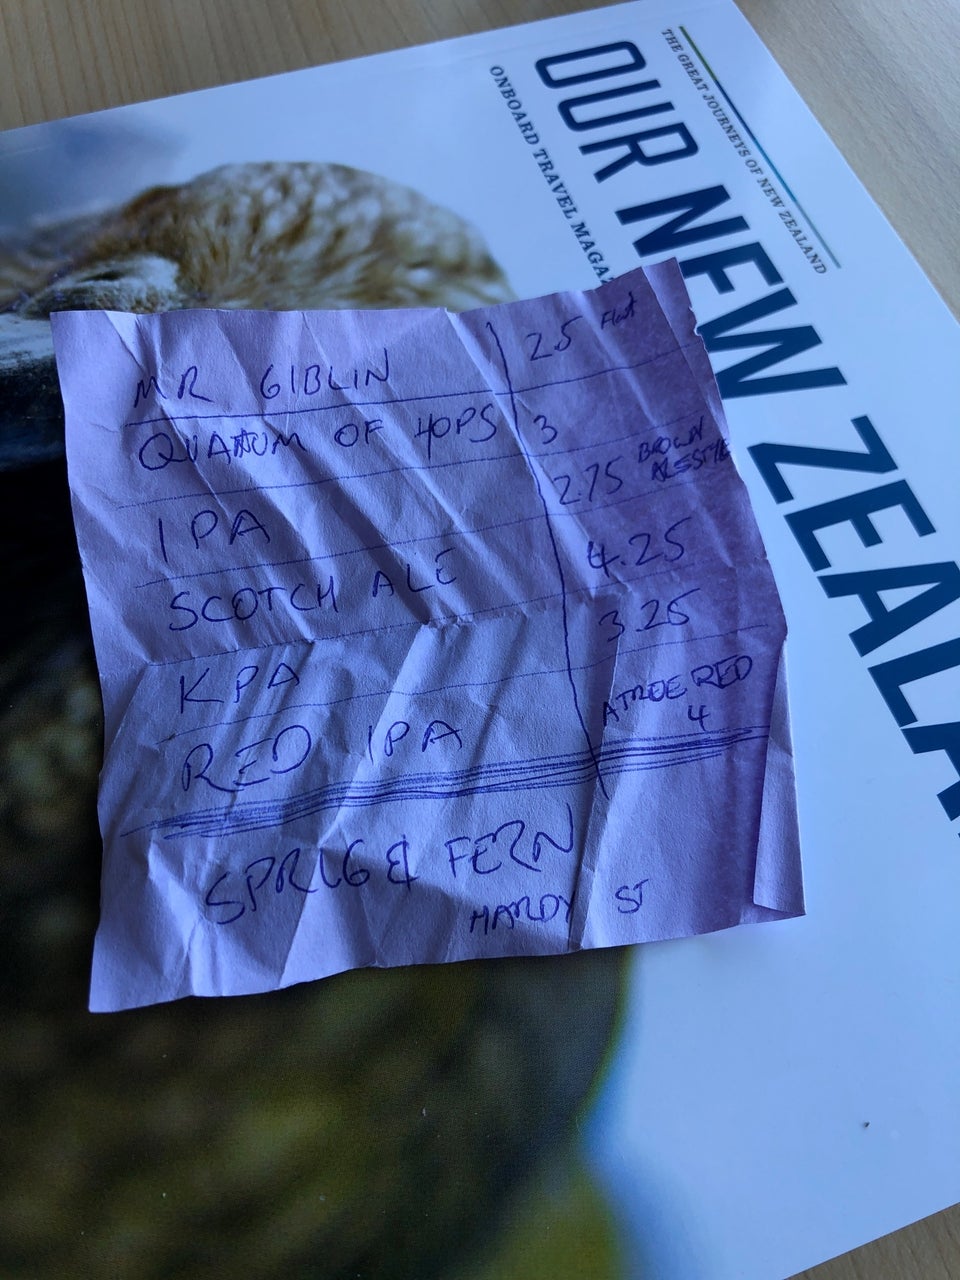 THE GREAT JOURNEYS OF NEW ZEALAND
OUR NEW ZEALA
ONBOARD TRAVEL MAGAZ
MR GIBLIN 2.5 Flat
QUANTUM OF HOPS 3
IPA 2.75 BROWN
ALESTYLE
SCOTCH ALE 4.25
KPA 3.25
RED IPA
RED
4
SPRIG & FERN
HARDY ST